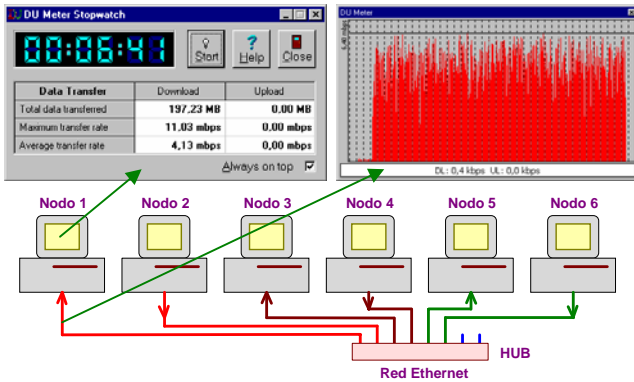 DU Meter Stopwatch
00:06:41
Start
Help
Close
Data Transfer Download Upload
Total data transferred 197,23 MB 0,00 MB
Maximum transfer rate 11,03 mbps 0,00 mbps
Average transfer rate 4,13 mbps 0,00 mbps
Always on top
DU Meter
6,40 mbps
DL: 0,4 kbps UL: 0,0 kbps
Nodo 1 Nodo 2 Nodo 3 Nodo 4 Nodo 5 Nodo 6
HUB
Red Ethernet